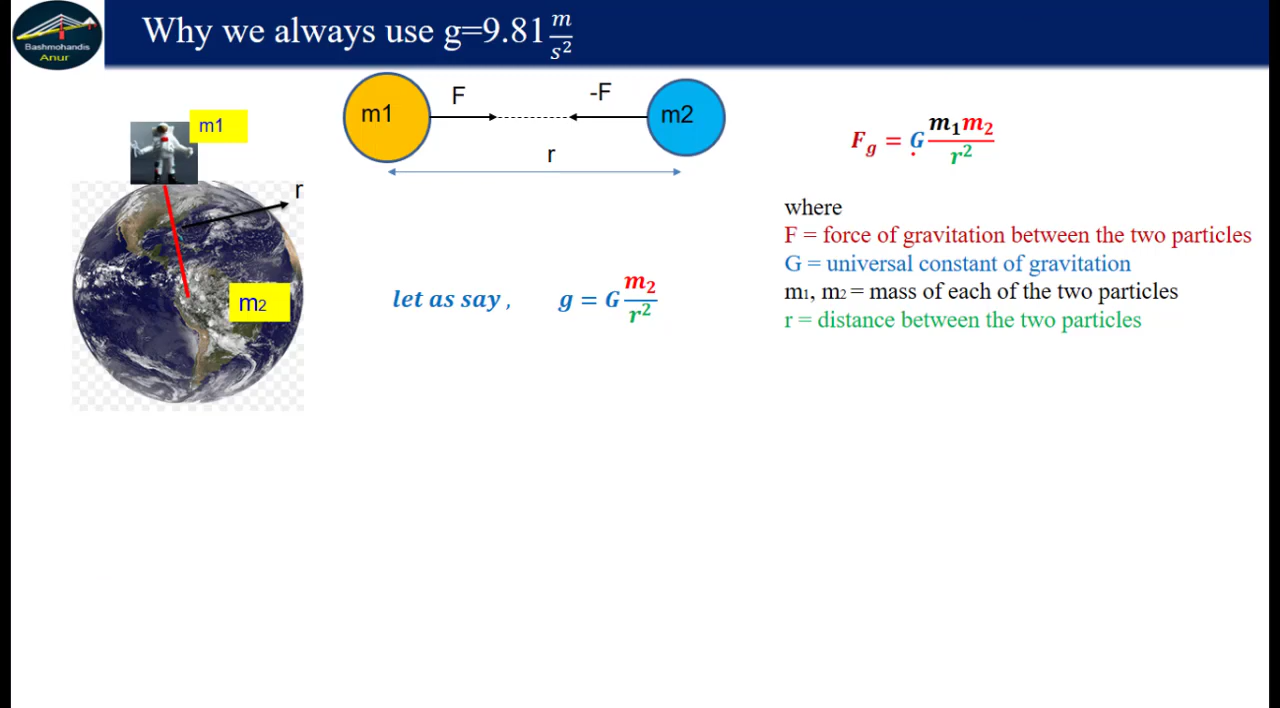 Bashmohandis
Anur
Why we always use g=9.81 m/s²
m1
r
m2
m1
F
-F
m2
r
F_g = G m₁m₂/r²
let as say , g = G m₂/r²
where
F = force of gravitation between the two particles
G = universal constant of gravitation
m₁, m₂ = mass of each of the two particles
r = distance between the two particles